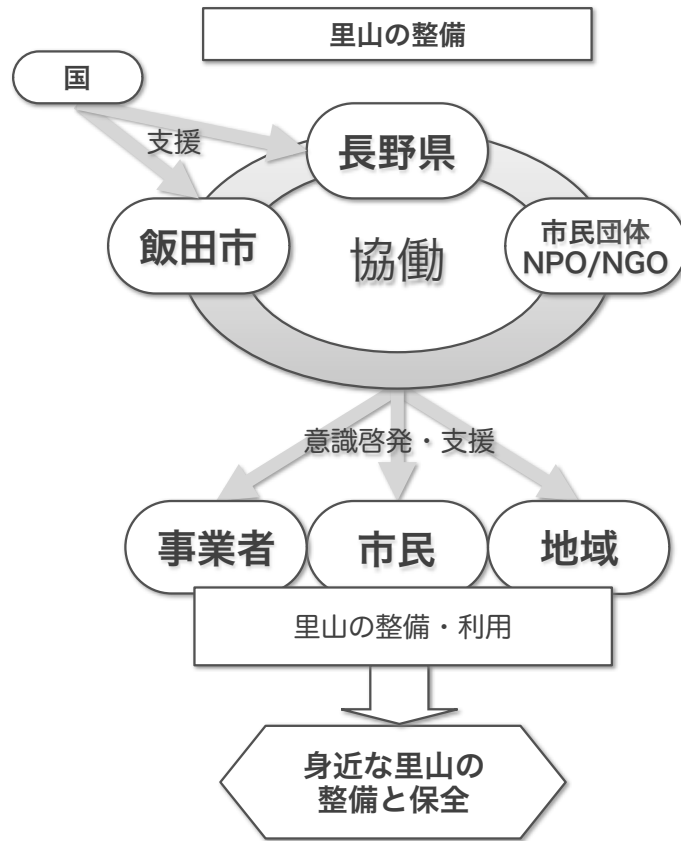 里山の整備
国
支援
長野県
飯田市
協働
市民団体
NPO/NGO
意識啓発・支援
事業者
市民
地域
里山の整備・利用
身近な里山の
整備と保全